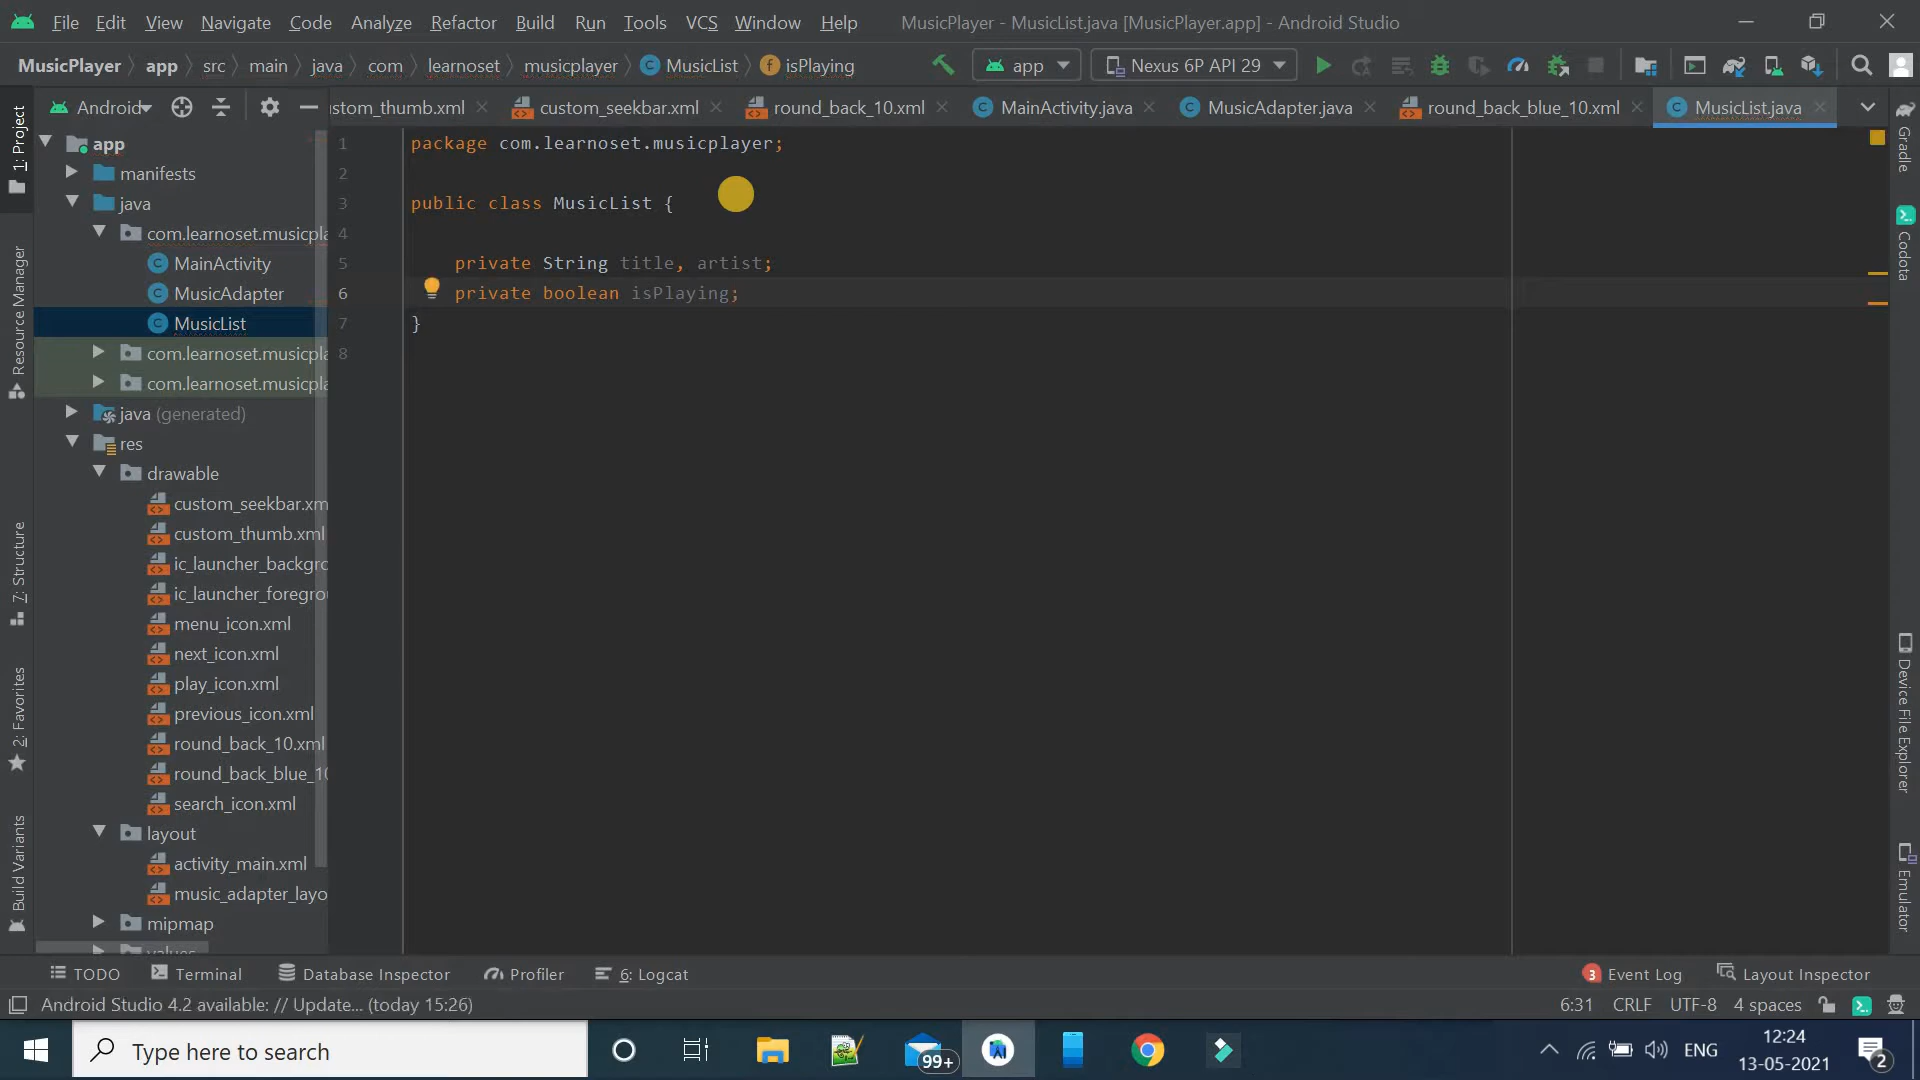 File Edit View Navigate Code Analyze Refactor Build Run Tools VCS Window Help MusicPlayer - MusicList.java [MusicPlayer.app] - Android Studio
MusicPlayer app src main java com learnoset musicplayer MusicList isPlaying app Nexus 6P API 29
Android stom_thumb.xml custom_seekbar.xml round_back_10.xml MainActivity.java MusicAdapter.java round_back_blue_10.xml MusicList.java
1: Project
Resource Manager
7: Structure
2: Favorites
Build Variants
app
manifests
java
com.learnoset.musicpla
MainActivity
MusicAdapter
MusicList
com.learnoset.musicpla
com.learnoset.musicpla
java (generated)
res
drawable
custom_seekbar.xm
custom_thumb.xml
ic_launcher_backgro
ic_launcher_foregrou
menu_icon.xml
next_icon.xml
play_icon.xml
previous_icon.xml
round_back_10.xml
round_back_blue_10
search_icon.xml
layout
activity_main.xml
music_adapter_layo
mipmap
values
1 package com.learnoset.musicplayer;
2
3 public class MusicList {
4
5 private String title, artist;
6 private boolean isPlaying;
7 }
8
Gradle
Codota
Device File Explorer
Emulator
TODO Terminal Database Inspector Profiler 6: Logcat 3 Event Log Layout Inspector
Android Studio 4.2 available: // Update... (today 15:26) 6:31 CRLF UTF-8 4 spaces
Type here to search 99+ ENG 12:24
13-05-2021 2